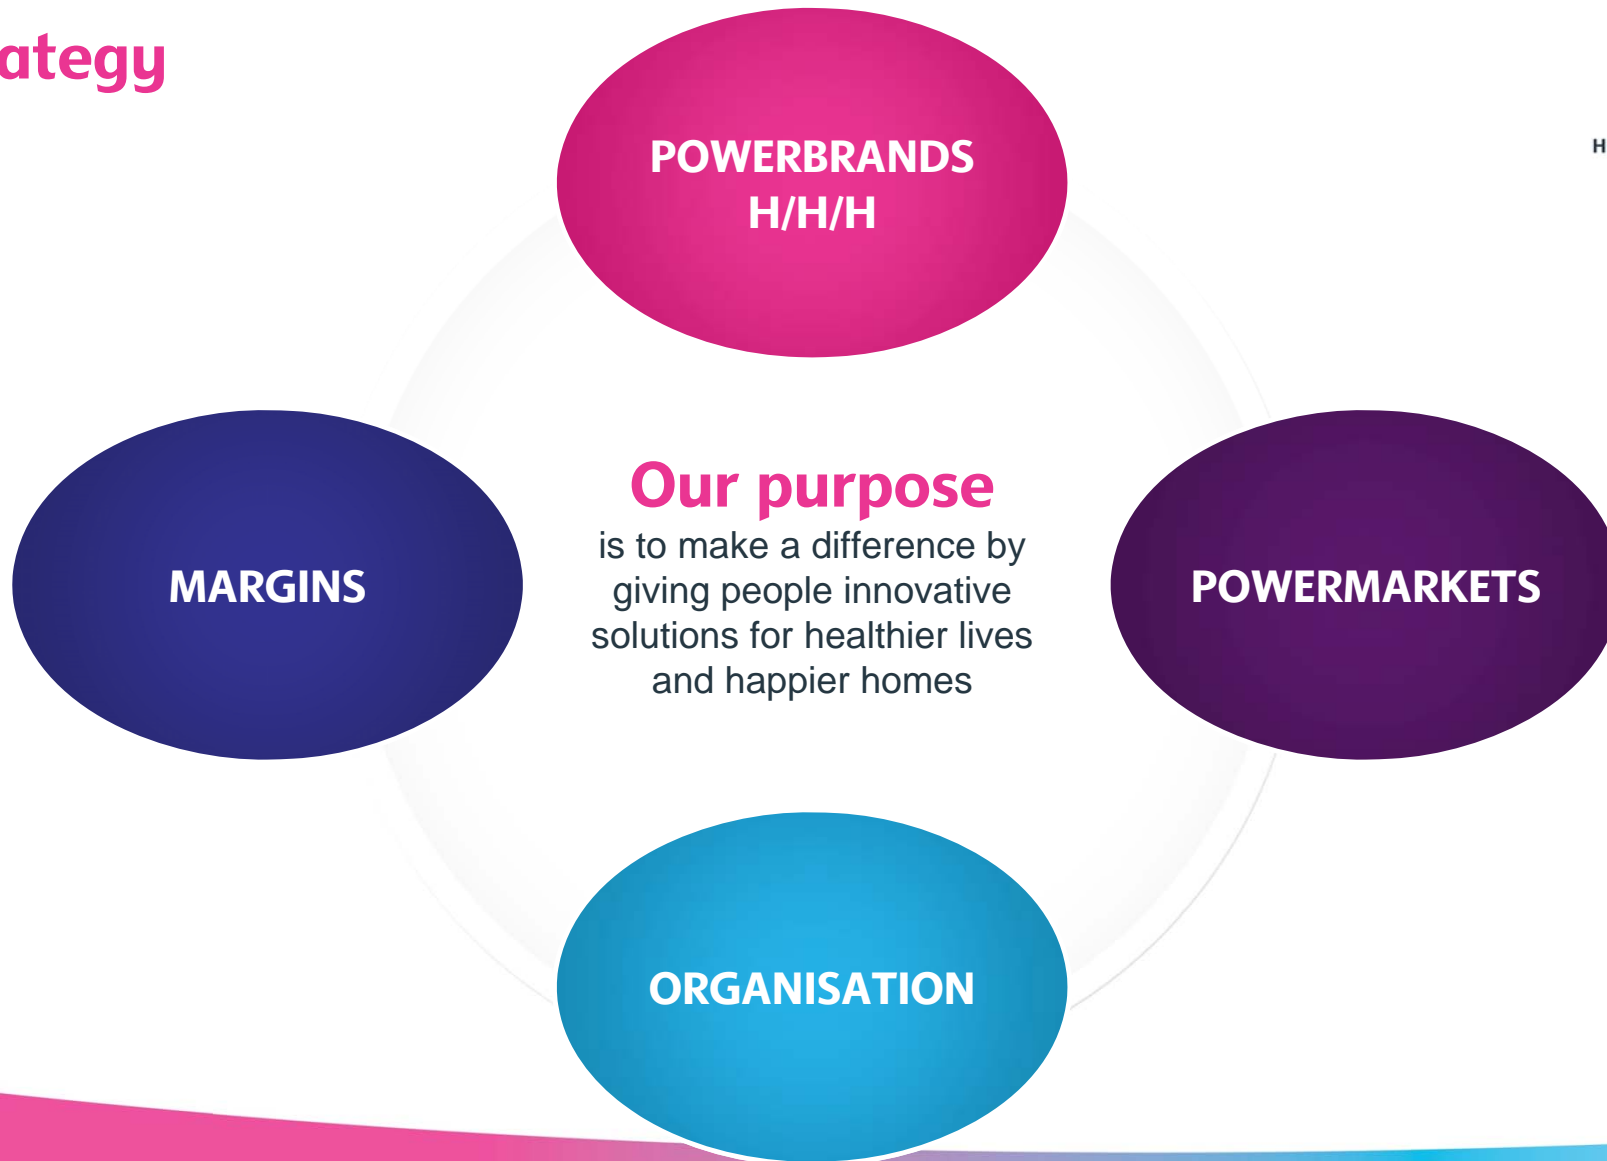 ategy
POWERBRANDS
H/H/H
H
Our purpose
is to make a difference by
giving people innovative
solutions for healthier lives
and happier homes
MARGINS
POWERMARKETS
ORGANISATION